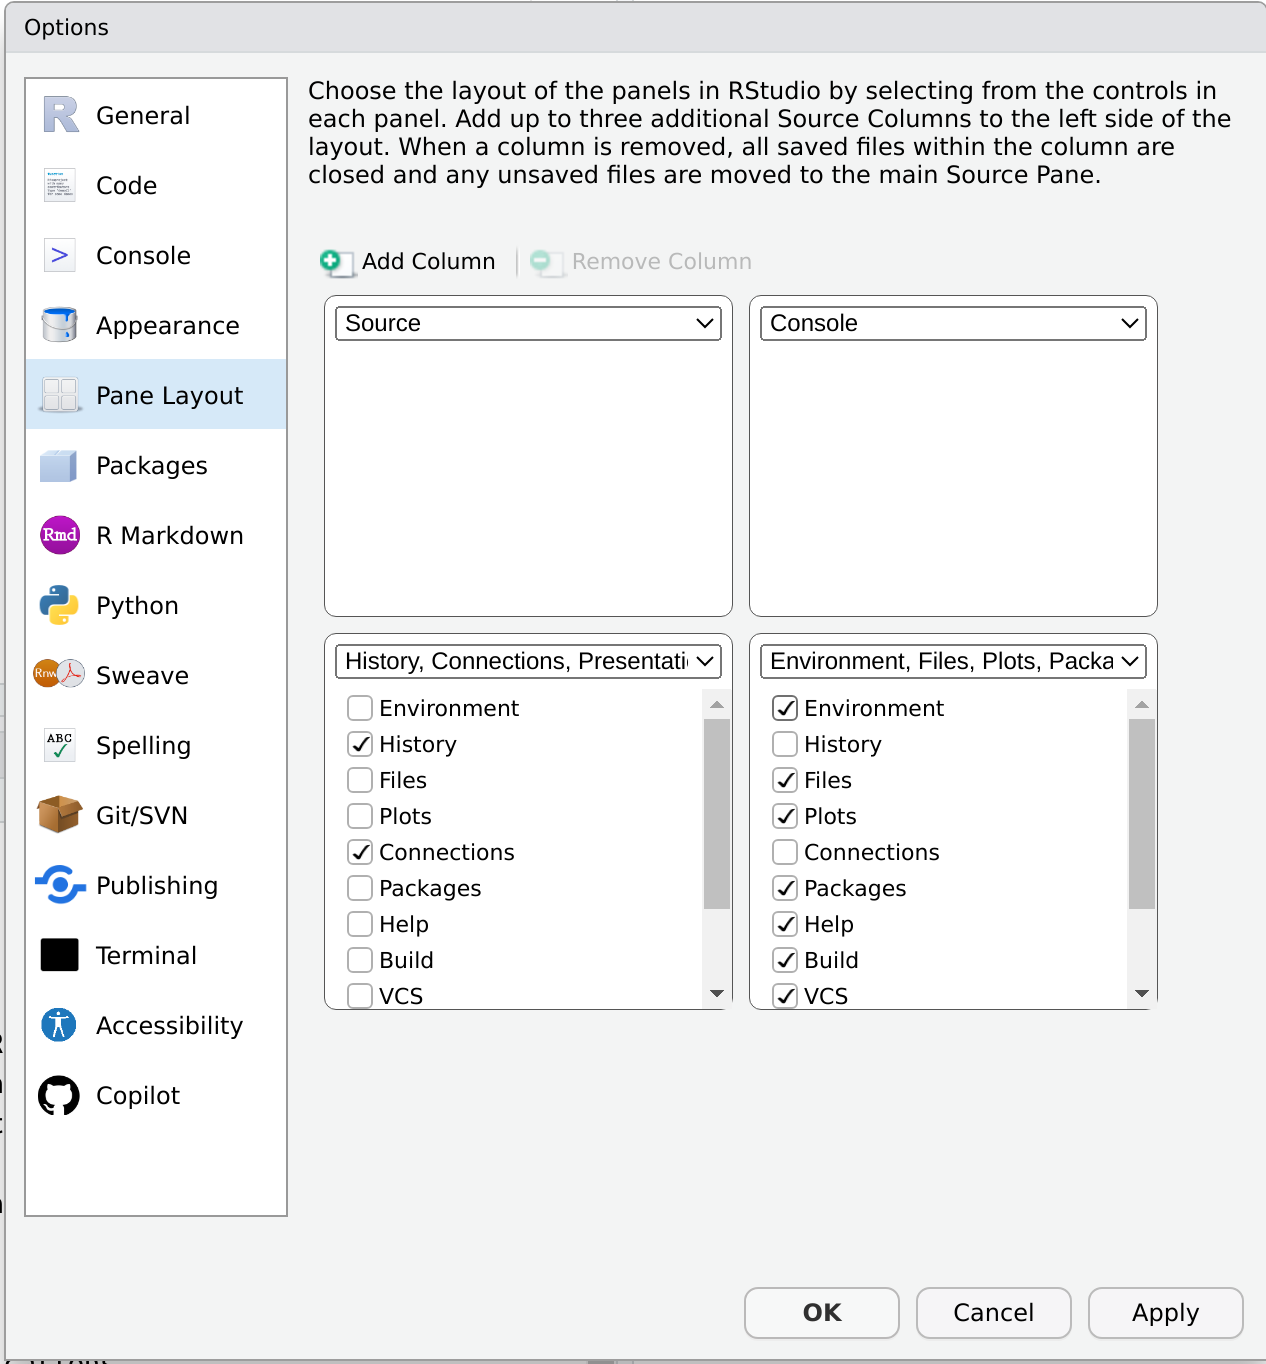 Options
General
Code
Console
Appearance
Pane Layout
Packages
Rmd
R Markdown
Python
Rnw
Sweave
ABC
Spelling
Git/SVN
Publishing
Terminal
Accessibility
Copilot
Choose the layout of the panels in RStudio by selecting from the controls in
each panel. Add up to three additional Source Columns to the left side of the
layout. When a column is removed, all saved files within the column are
closed and any unsaved files are moved to the main Source Pane.
Add Column
Remove Column
Source
Console
History, Connections, Presentati
Environment
History
Files
Plots
Connections
Packages
Help
Build
VCS
Environment, Files, Plots, Packa
Environment
History
Files
Plots
Connections
Packages
Help
Build
VCS
OK
Cancel
Apply